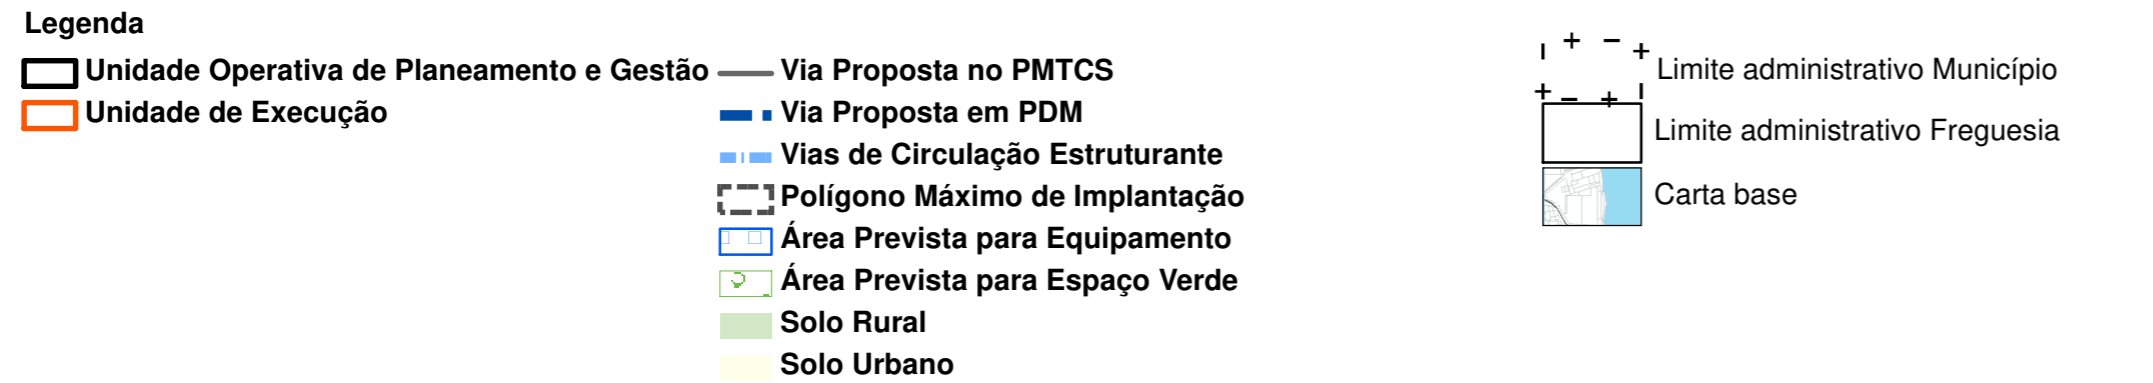 Legenda
Unidade Operativa de Planeamento e Gestão
Unidade de Execução
Via Proposta no PMTCS
Via Proposta em PDM
Vias de Circulação Estruturante
Polígono Máximo de Implantação
Área Prevista para Equipamento
Área Prevista para Espaço Verde
Solo Rural
Solo Urbano
Limite administrativo Município
Limite administrativo Freguesia
Carta base